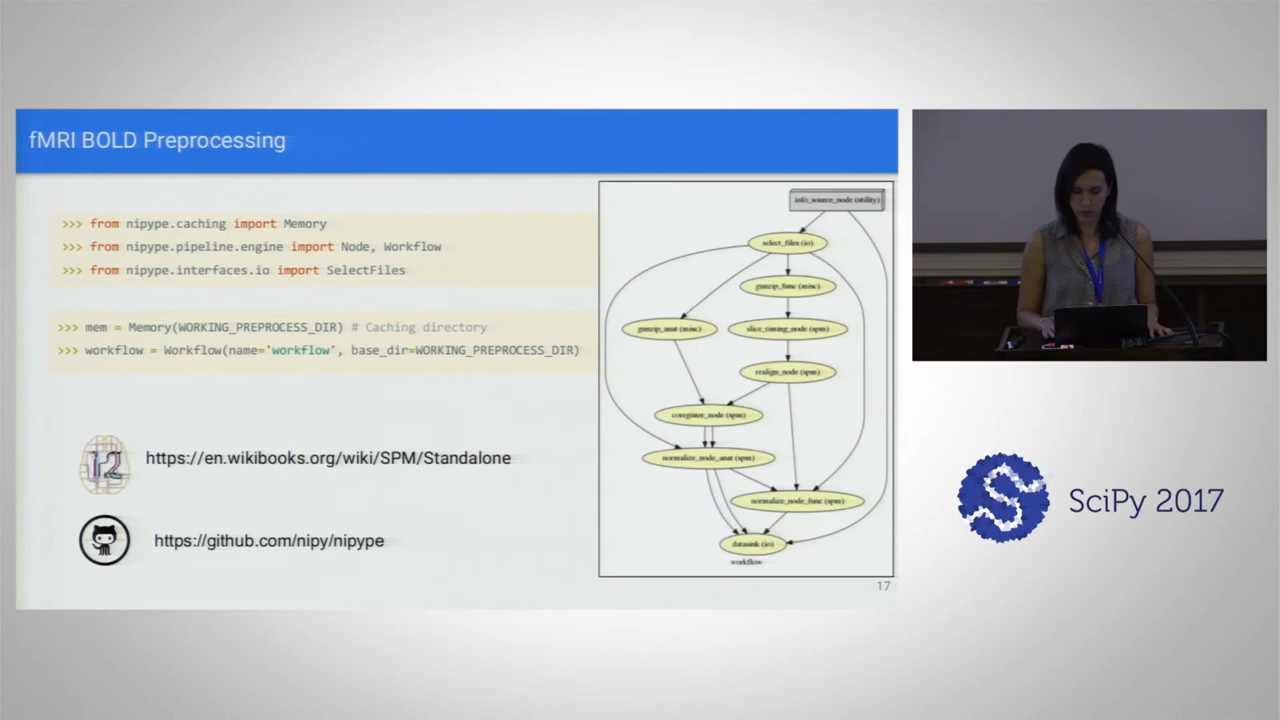 fMRI BOLD Preprocessing
>>> from nipype.caching import Memory
>>> from nipype.pipeline.engine import Node, Workflow
>>> from nipype.interfaces.io import SelectFiles
>>> mem = Memory(WORKING_PREPROCESS_DIR) # Caching directory
>>> workflow = Workflow(name='workflow', base_dir=WORKING_PREPROCESS_DIR)
https://en.wikibooks.org/wiki/SPM/Standalone
https://github.com/nipy/nipype
info_source_node (utility)
select_files (io)
gunzip_func (misc)
gunzip_anat (misc)
slice_timing_node (spm)
realign_node (spm)
coregister_node (spm)
normalize_node_anat (spm)
normalize_node_func (spm)
datasink (io)
workflow
17
SciPy 2017